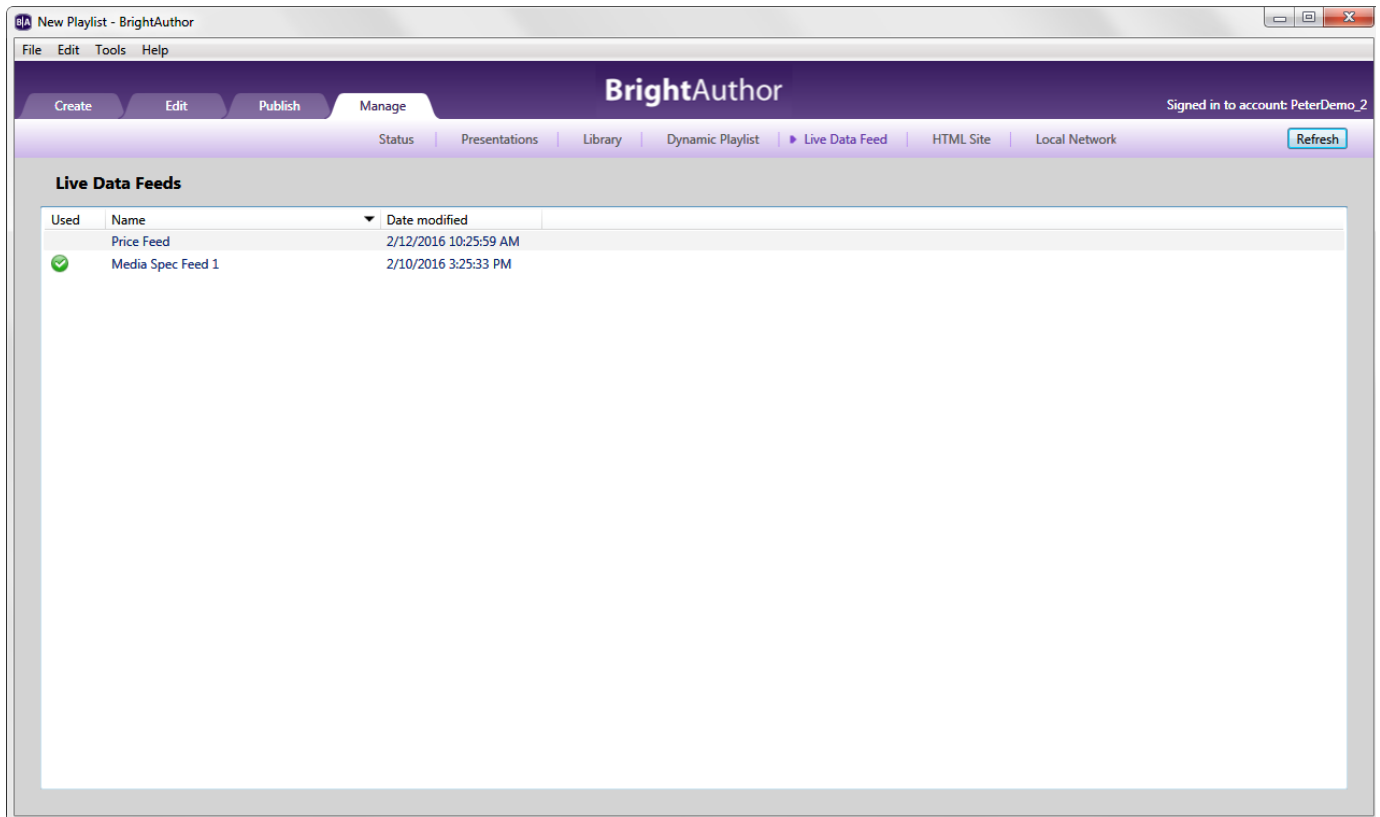 B|A New Playlist - BrightAuthor
File Edit Tools Help
BrightAuthor
Create Edit Publish Manage
Signed in to account: PeterDemo_2
Status Presentations Library Dynamic Playlist Live Data Feed HTML Site Local Network Refresh
Live Data Feeds
Used Name Date modified
Price Feed 2/12/2016 10:25:59 AM
Media Spec Feed 1 2/10/2016 3:25:33 PM